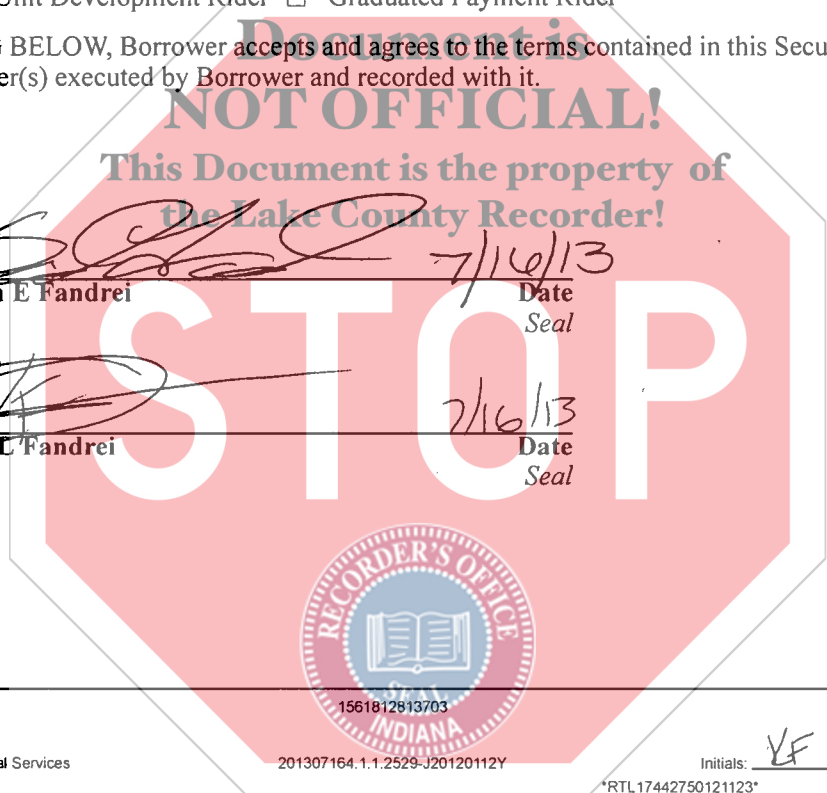 Unit Development Rider ☐ Graduated Payment Rider
BELOW, Borrower accepts and agrees to the terms contained in this Secu
er(s) executed by Borrower and recorded with it.
Document is
NOT OFFICIAL!
This Document is the property of
the Lake County Recorder!
7/16/13
E Fandrei Date
Seal
STOP
7/16/13
L Fandrei Date
Seal
RECORDER'S OFFICE
SEAL
INDIANA
1561812813703
al Services 201307164.1.1.2529-J20120112Y Initials: YF
*RTL17442750121123*